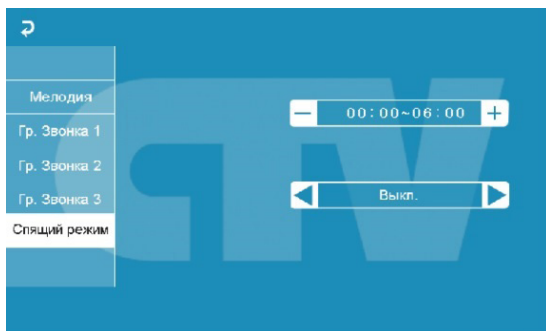 Мелодия
Гр. Звонка 1
Гр. Звонка 2
Гр. Звонка 3
Спящий режим
00:00~06:00
Выкл.
CTV